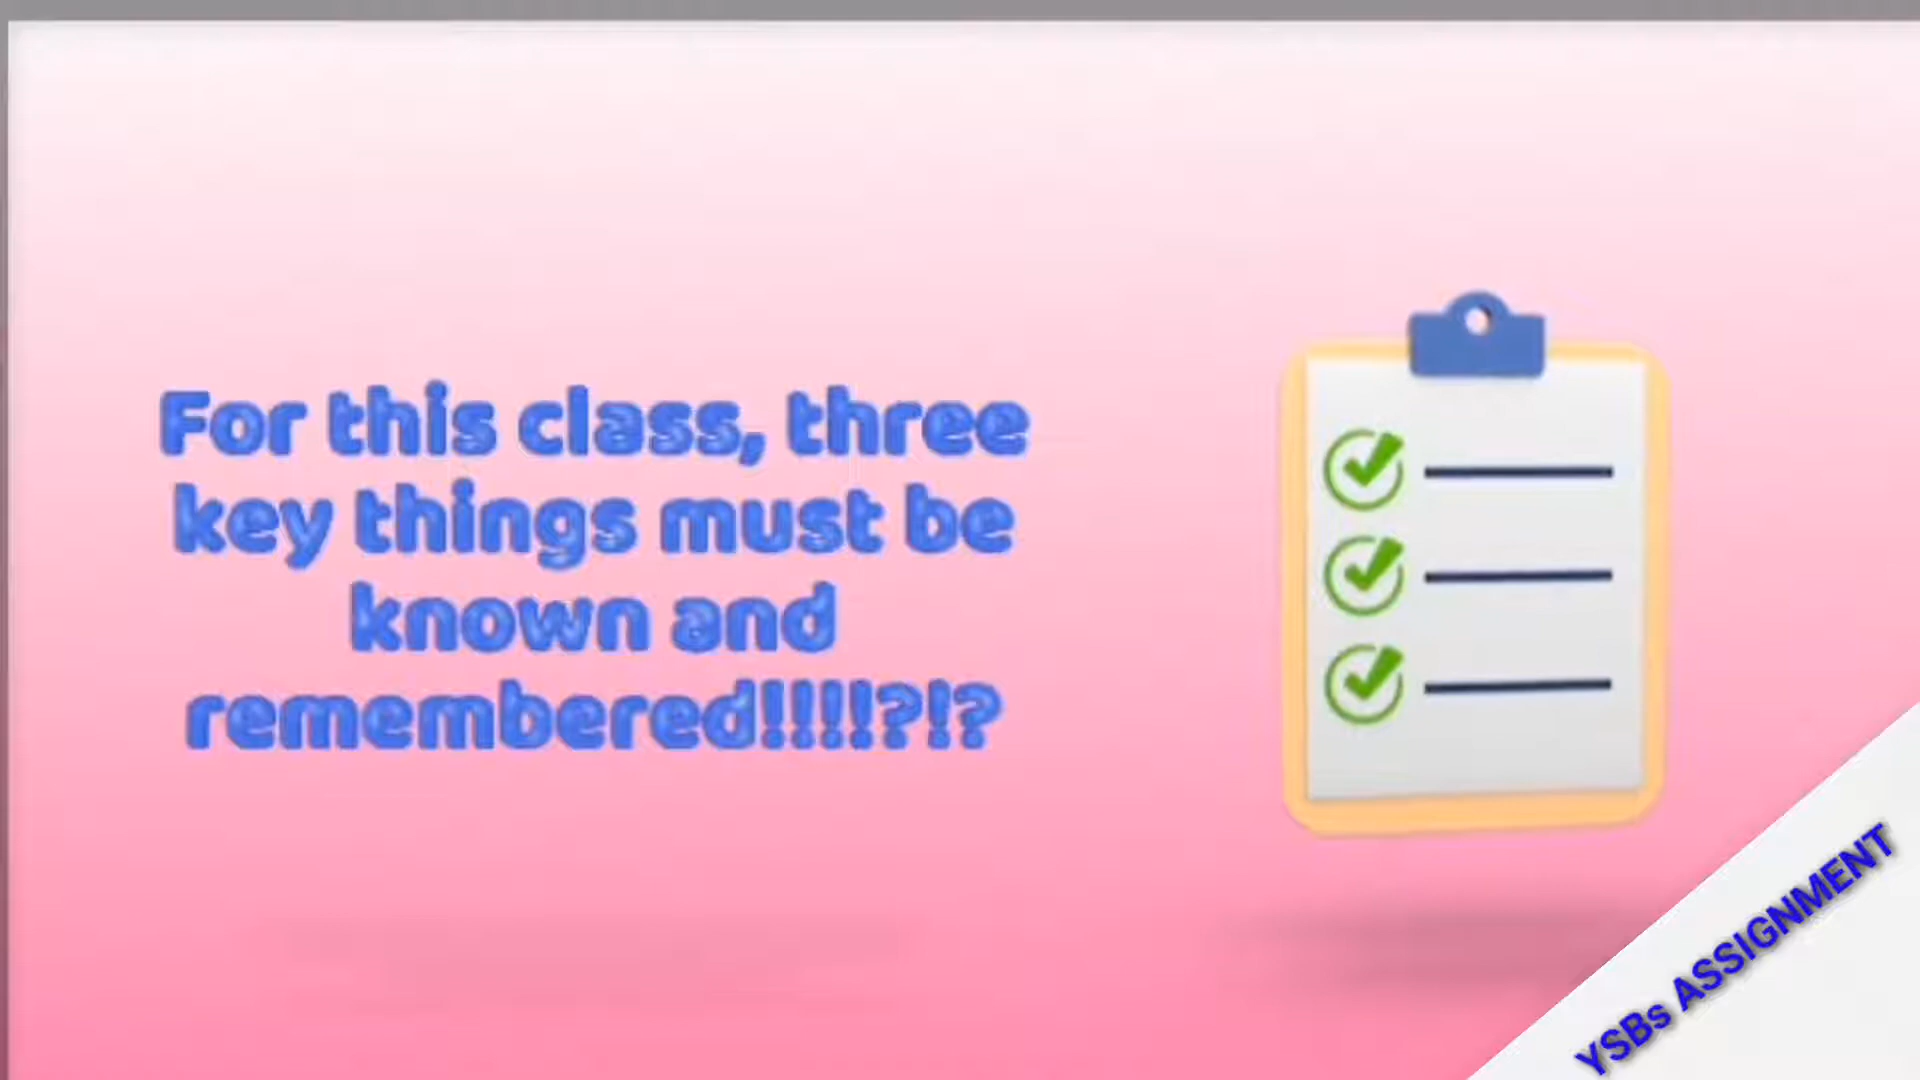 For this class, three
key things must be
known and
remembered!!!!?!?
YSBs ASSIGNMENT